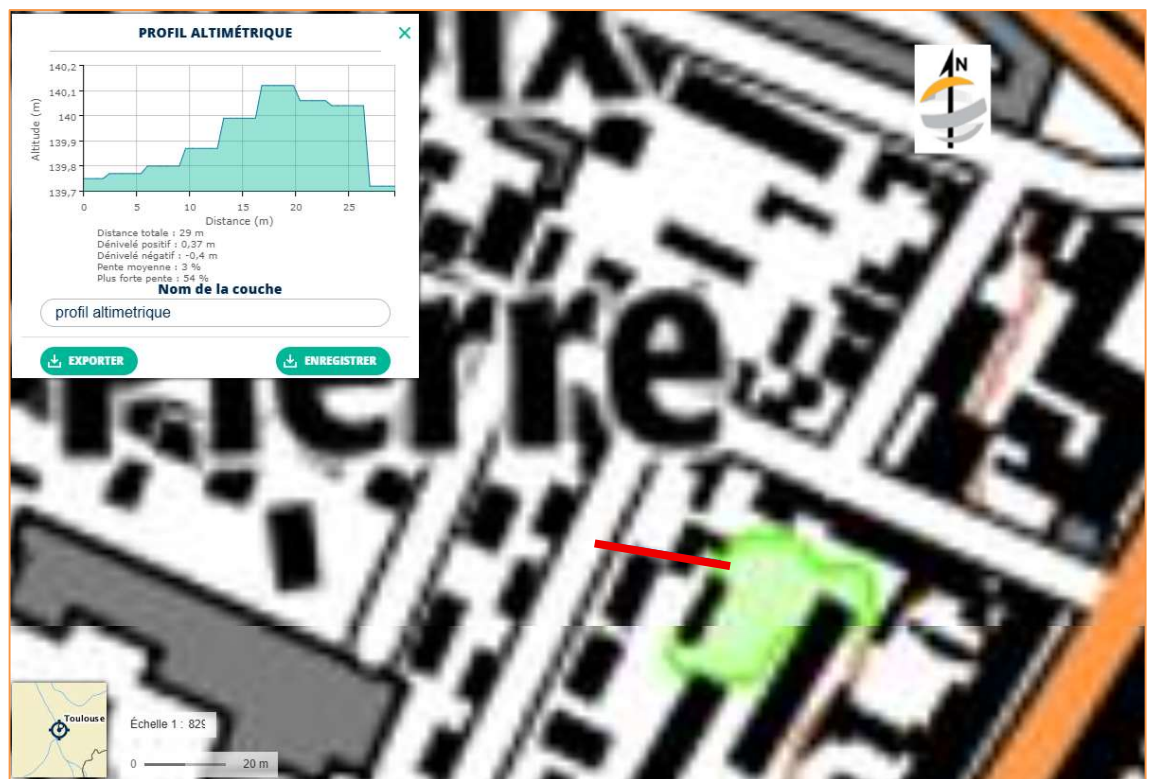 PROFIL ALTIMÉTRIQUE
140,2
140,1
140
139,9
139,8
139,7
Altitude (m)
0 5 10 15 20 25
Distance (m)
Distance totale : 29 m
Dénivelé positif : 0,37 m
Dénivelé négatif : -0,4 m
Pente moyenne : 3 %
Plus forte pente : 54 %
Nom de la couche
profil altimetrique
EXPORTER
ENREGISTRER
N
ierre
Toulouse
Échelle 1 : 829
0 20 m